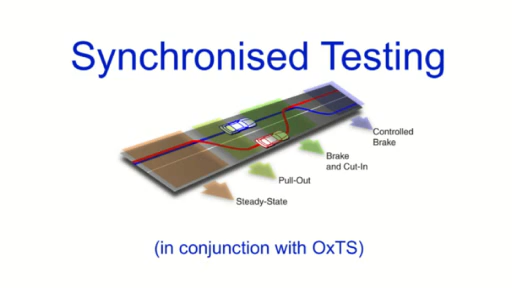 Synchronised Testing
Controlled
Brake
Brake
and Cut-In
Pull-Out
Steady-State
(in conjunction with OxTS)